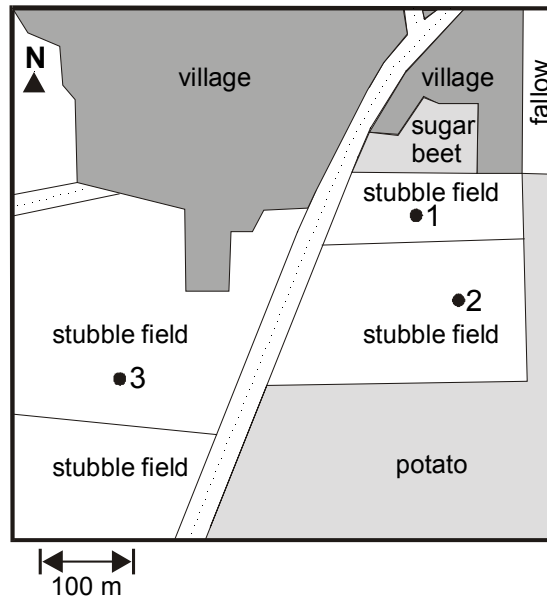 N
village
village
fallow
sugar
beet
stubble field
1
2
stubble field
stubble field
3
stubble field
potato
100 m